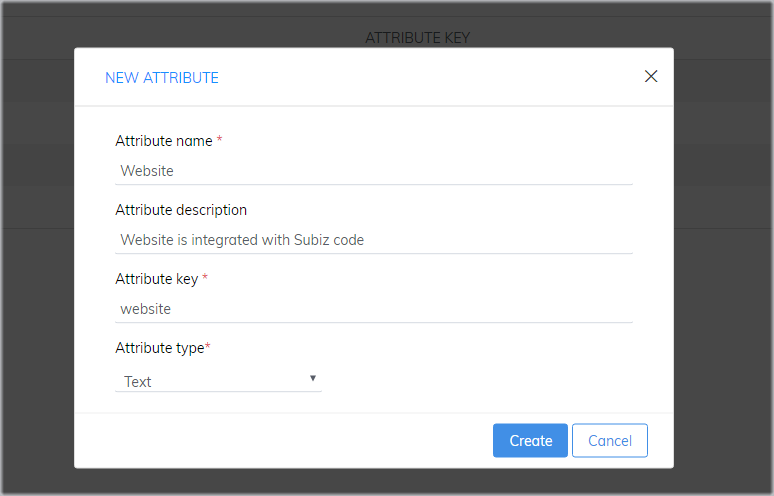 ATTRIBUTE KEY
NEW ATTRIBUTE
Attribute name *
Website
Attribute description
Website is integrated with Subiz code
Attribute key *
website
Attribute type*
Text
Create Cancel